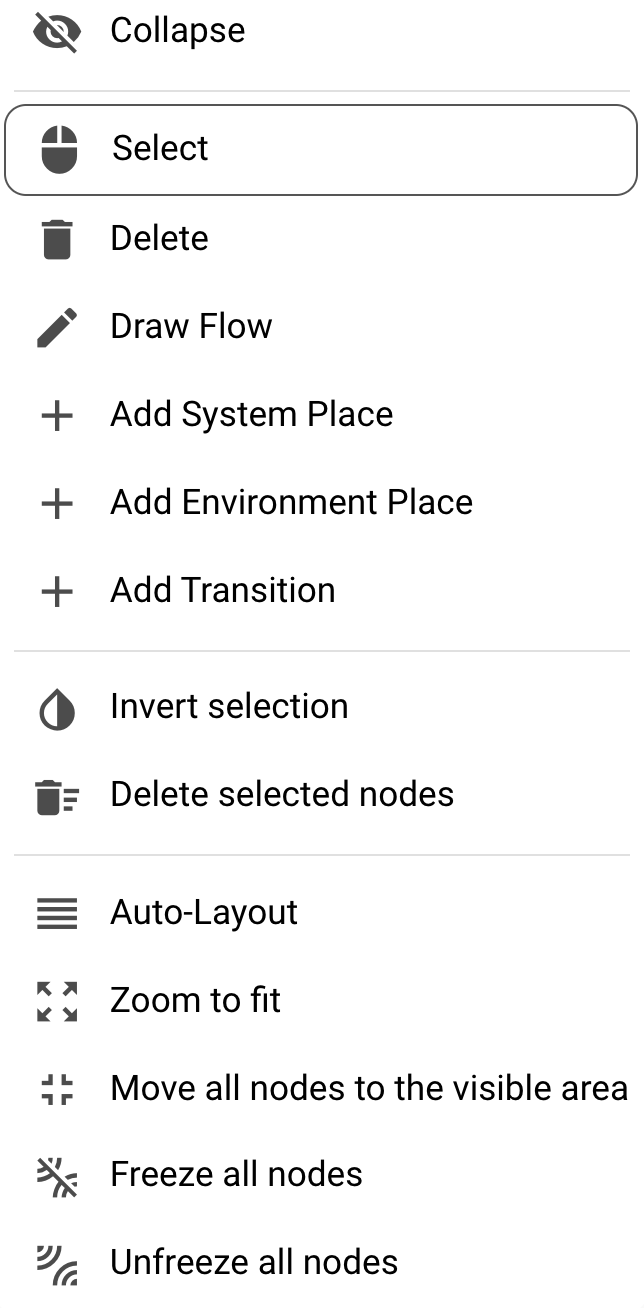 Collapse
Select
Delete
Draw Flow
Add System Place
Add Environment Place
Add Transition
Invert selection
Delete selected nodes
Auto-Layout
Zoom to fit
Move all nodes to the visible area
Freeze all nodes
Unfreeze all nodes